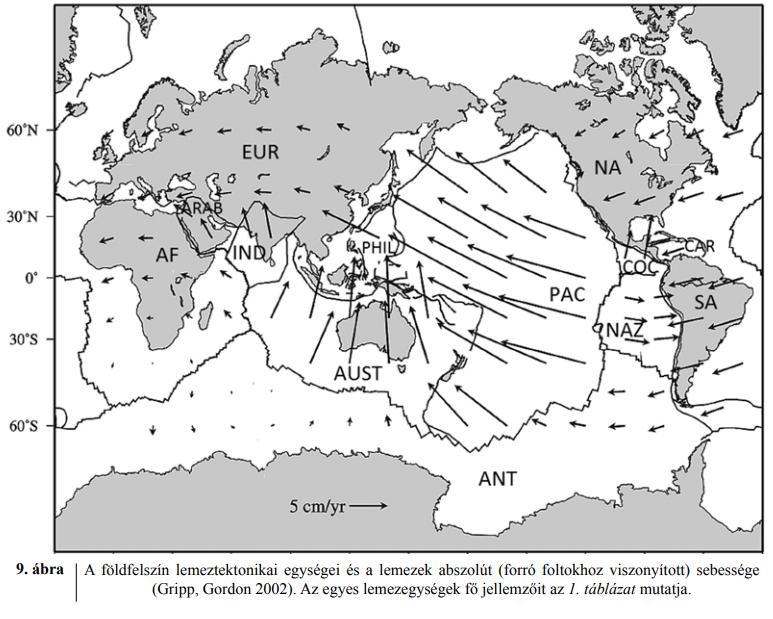 60°N
30°N
0°
30°S
60°S
EUR
NA
ARAB
AF
IND
PHIL
COC
CAR
PAC
SA
NAZ
AUST
ANT
5 cm/yr
9. ábra
A földfelszín lemeztektonikai egységei és a lemezek abszolút (forró foltokhoz viszonyított) sebessége
(Gripp, Gordon 2002). Az egyes lemezegységek fő jellemzőit az 1. táblázat mutatja.